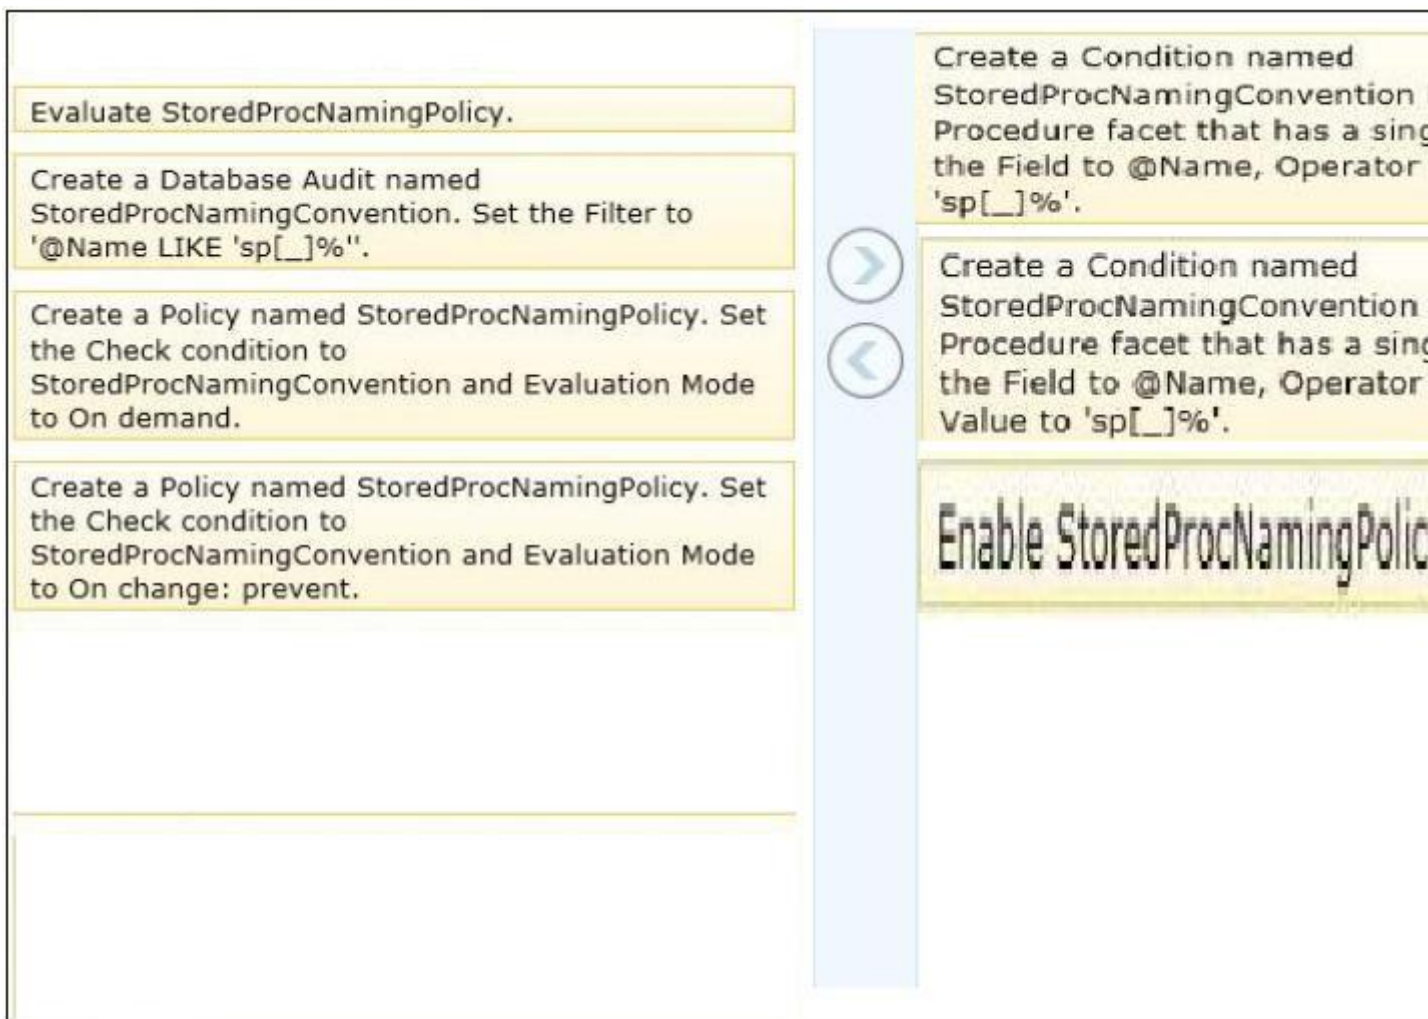 Evaluate StoredProcNamingPolicy.
Create a Database Audit named
StoredProcNamingConvention. Set the Filter to
'@Name LIKE 'sp[_]%''.
Create a Policy named StoredProcNamingPolicy. Set
the Check condition to
StoredProcNamingConvention and Evaluation Mode
to On demand.
Create a Policy named StoredProcNamingPolicy. Set
the Check condition to
StoredProcNamingConvention and Evaluation Mode
to On change: prevent.
Create a Condition named
StoredProcNamingConvention
Procedure facet that has a
the Field to @Name, Operator
'sp[_]%'.
Create a Condition named
StoredProcNamingConvention
Procedure facet that has a
the Field to @Name, Operator
Value to 'sp[_]%'.
Enable